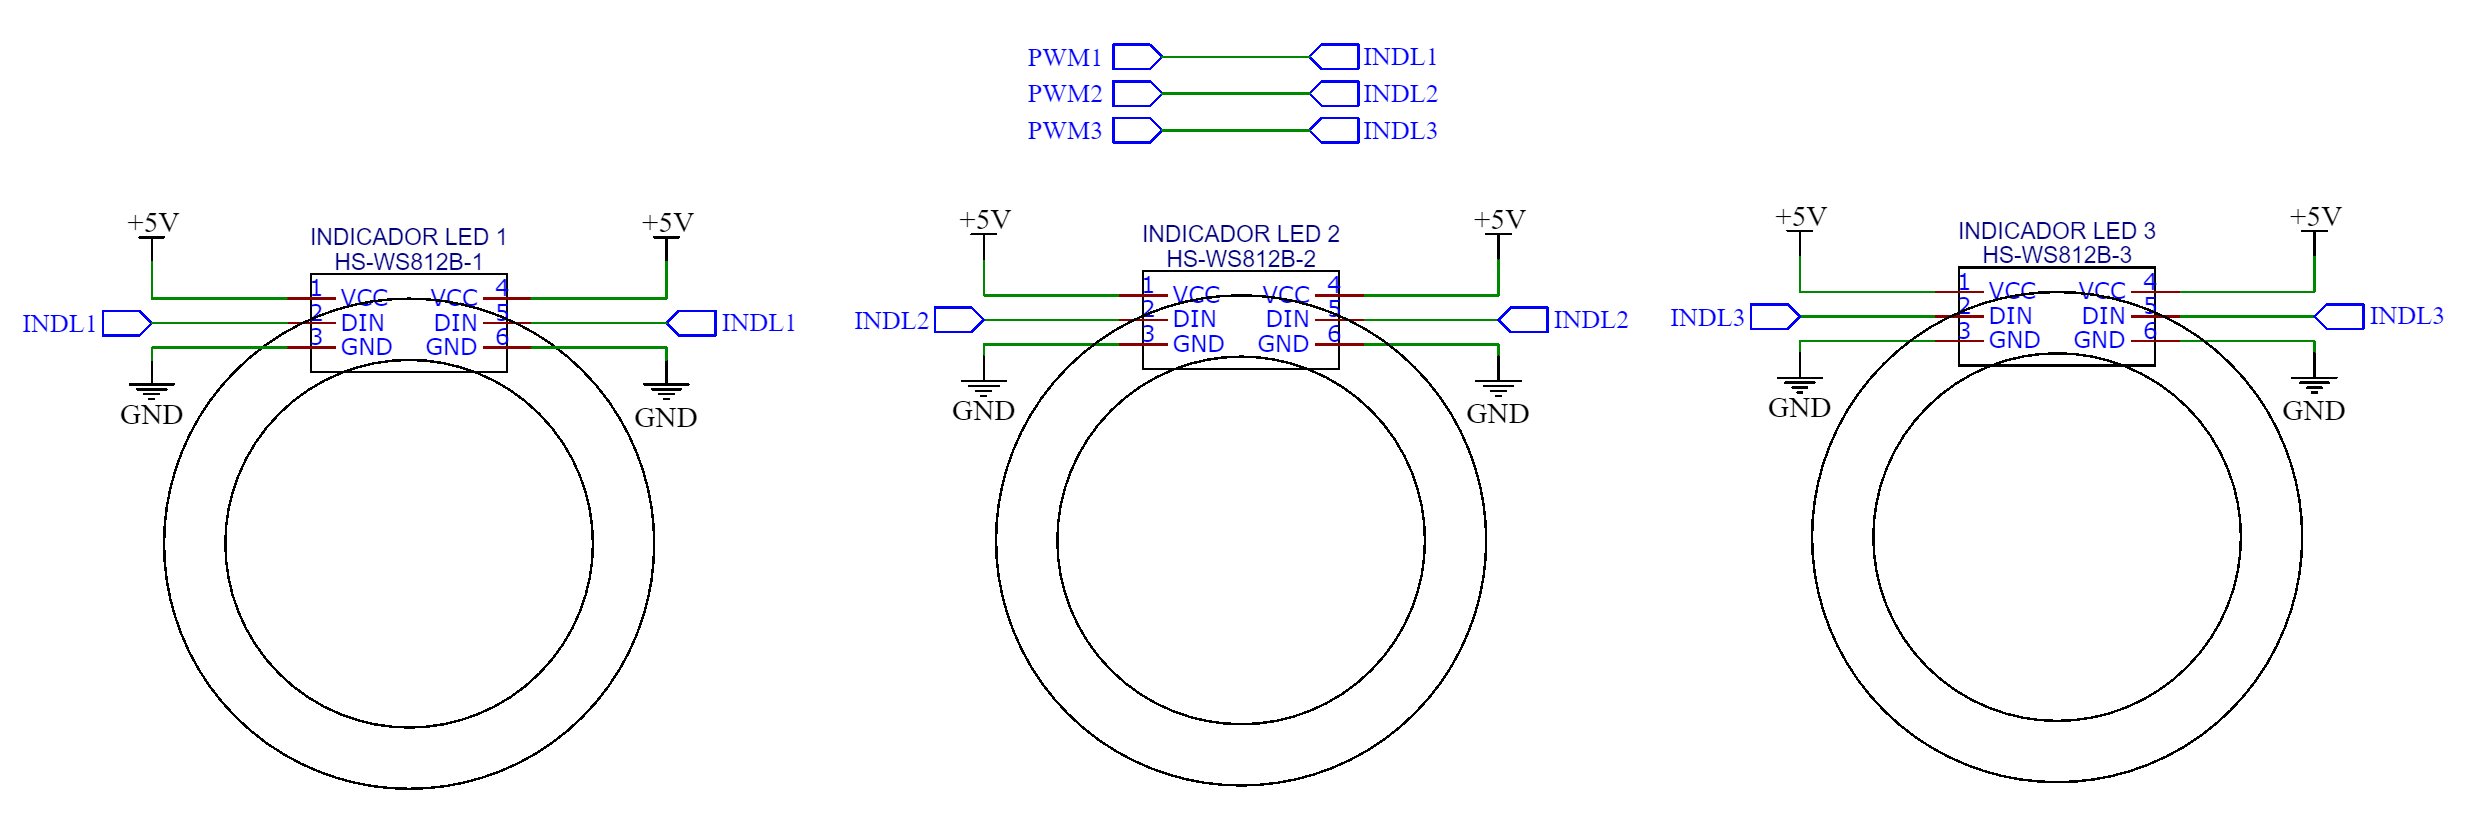 PWM1 INDL1
PWM2 INDL2
PWM3 INDL3
+5V +5V
INDICADOR LED 1
HS-WS812B-1
1 VCC VCC 4
INDL1 2 DIN DIN 5 INDL1
3 GND GND 6
GND GND
+5V +5V
INDICADOR LED 2
HS-WS812B-2
1 VCC VCC 4
INDL2 2 DIN DIN 5 INDL2
3 GND GND 6
GND GND
+5V +5V
INDICADOR LED 3
HS-WS812B-3
1 VCC VCC 4
INDL3 2 DIN DIN 5 INDL3
3 GND GND 6
GND GND